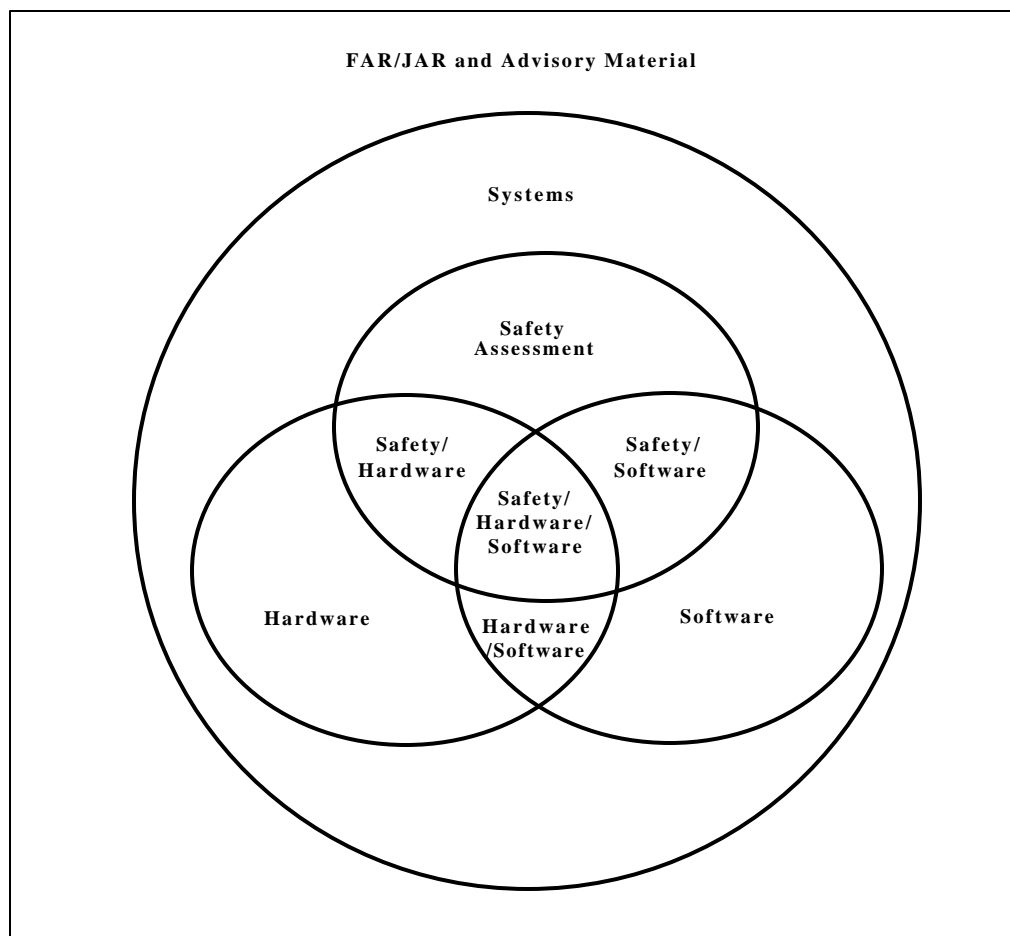 FAR/JAR and Advisory Material
Systems
Safety
Assessment
Safety/
Hardware
Safety/
Software
Safety/
Hardware/
Software
Hardware
Hardware
/Software
Software